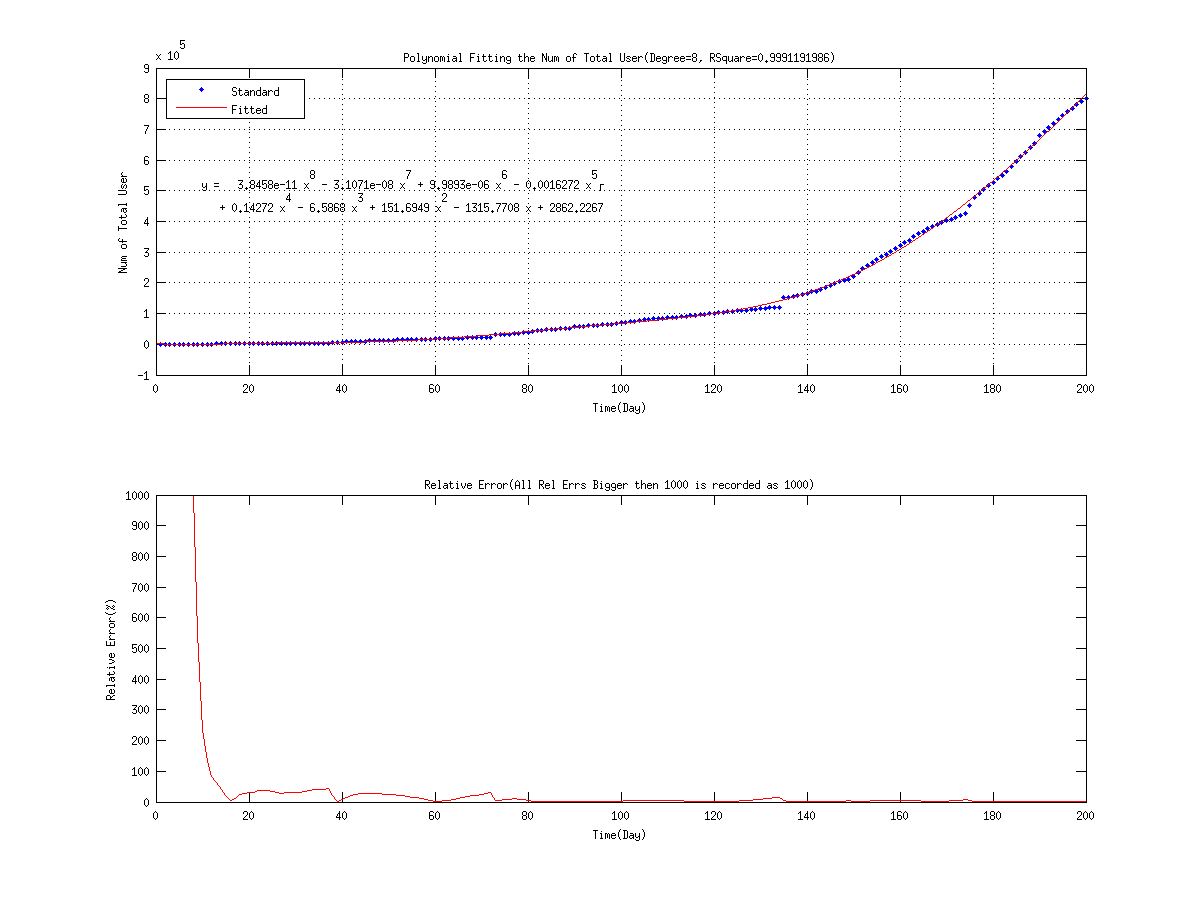 x 10 5
Polynomial Fitting the Num of Total User(Degree=8, RSquare=0.9991191986)
9
8
7
6
5
4
3
2
1
0
-1
Num of Total User
Standard
Fitted
8 7 6 5
y = 3.8458e-11 x - 3.1071e-08 x + 9.9893e-06 x - 0.0016272 x r
4 3 2
+ 0.14272 x - 6.5868 x + 151.6949 x - 1315.7708 x + 2862.2267
0 20 40 60 80 100 120 140 160 180 200
Time(Day)
Relative Error(All Rel Errs Bigger then 1000 is recorded as 1000)
1000
900
800
700
600
500
400
300
200
100
0
Relative Error(%)
0 20 40 60 80 100 120 140 160 180 200
Time(Day)